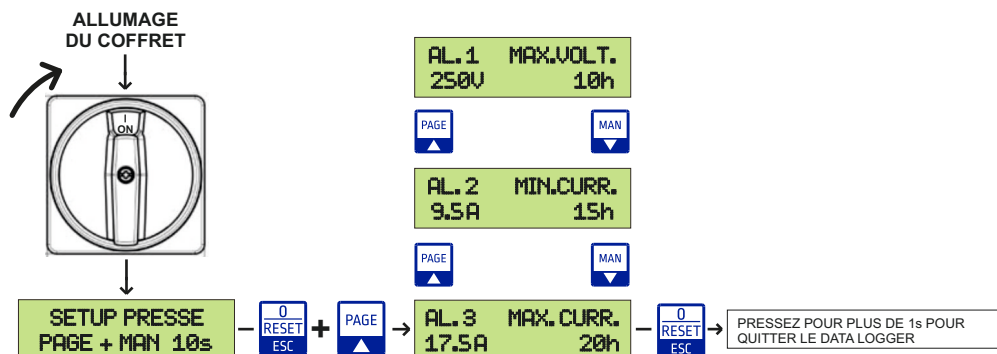 ALLUMAGE
DU COFFRET
I
ON
AL.1 MAX.VOLT.
250V 10h
PAGE
MAN
AL.2 MIN.CURR.
9.5A 15h
PAGE
MAN
SETUP PRESSE
PAGE + MAN 10s
0
RESET
ESC
+
PAGE
AL.3 MAX.CURR.
17.5A 20h
0
RESET
ESC
PRESSEZ POUR PLUS DE 1s POUR
QUITTER LE DATA LOGGER